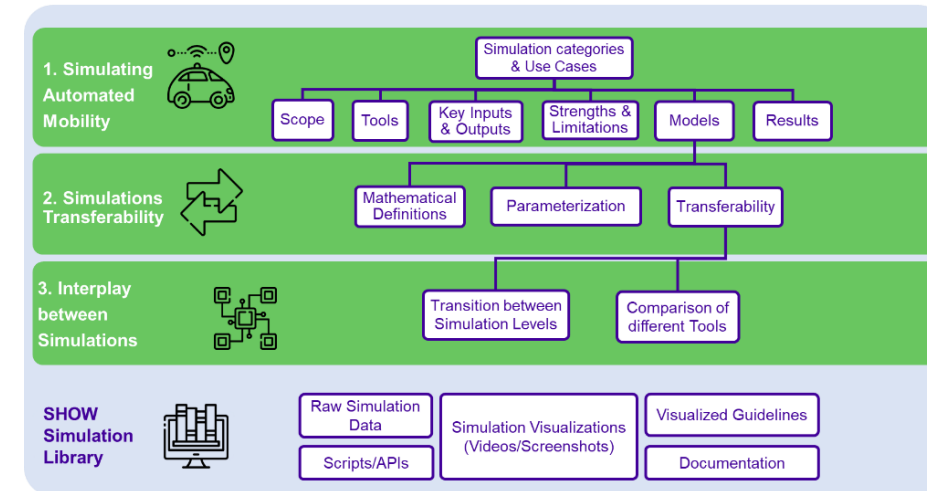 1. Simulating
Automated
Mobility
Simulation categories
& Use Cases
Scope
Tools
Key Inputs
& Outputs
Strengths &
Limitations
Models
Results
2. Simulations
Transferability
Mathematical
Definitions
Parameterization
Transferability
3. Interplay
between
Simulations
Transition between
Simulation Levels
Comparison of
different Tools
SHOW
Simulation
Library
Raw Simulation
Data
Scripts/APIs
Simulation Visualizations
(Videos/Screenshots)
Visualized Guidelines
Documentation